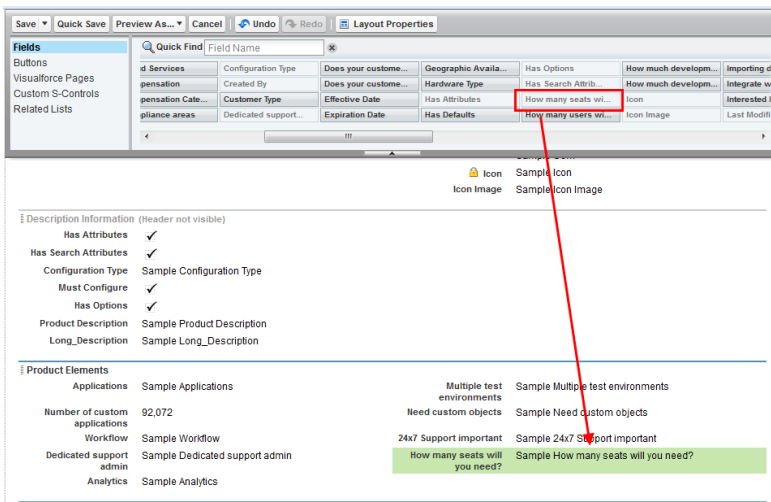 Save Quick Save Preview As... Cancel Undo Redo Layout Properties
Fields
Buttons
Visualforce Pages
Custom S-Controls
Related Lists
Quick Find Field Name
d Services Configuration Type Does your custome... Geographic Availa... Has Options How much developm... Importing d
pensation Created By Does your custome... Hardware Type Has Search Attrib... How much developm... Integrate w
pensation Cate... Customer Type Effective Date Has Attributes How many seats wi... Icon Interested I
pliance areas Dedicated support... Expiration Date Has Defaults How many users wi... Icon Image Last Modifi
Icon Sample Icon
Icon Image Sample Icon Image
Description Information (Header not visible)
Has Attributes
Has Search Attributes
Configuration Type Sample Configuration Type
Must Configure
Has Options
Product Description Sample Product Description
Long_Description Sample Long_Description
Product Elements
Applications Sample Applications Multiple test environments Sample Multiple test environments
Number of custom applications 92,072 Need custom objects Sample Need custom objects
Workflow Sample Workflow 24x7 Support important Sample 24x7 Support important
Dedicated support admin Sample Dedicated support admin How many seats will you need? Sample How many seats will you need?
Analytics Sample Analytics